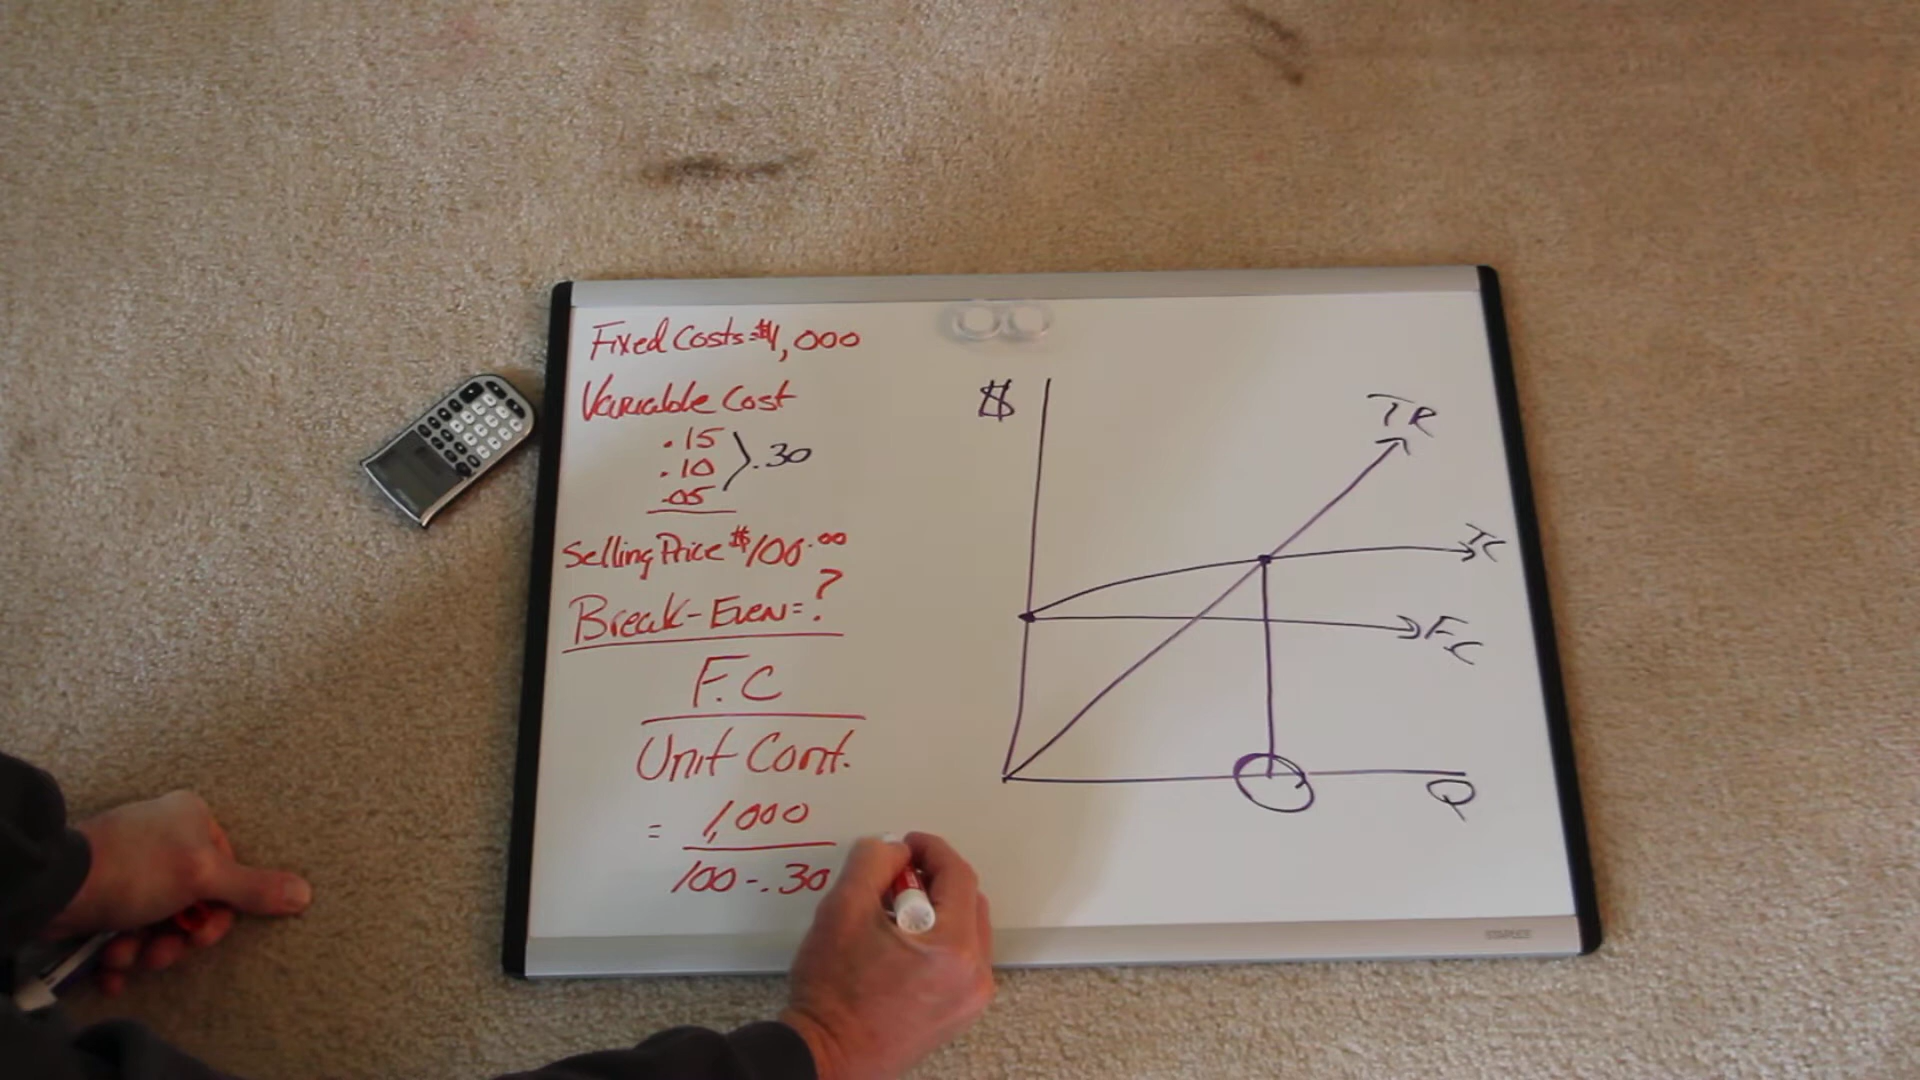 Fixed Costs=$1,000
Variable Cost
.15
.10
.05
.30
Selling Price $100.00
Break-Even=?
F.C
Unit Cont.
= 1,000
100-.30
$
TR
TC
FC
Q
STAPLES